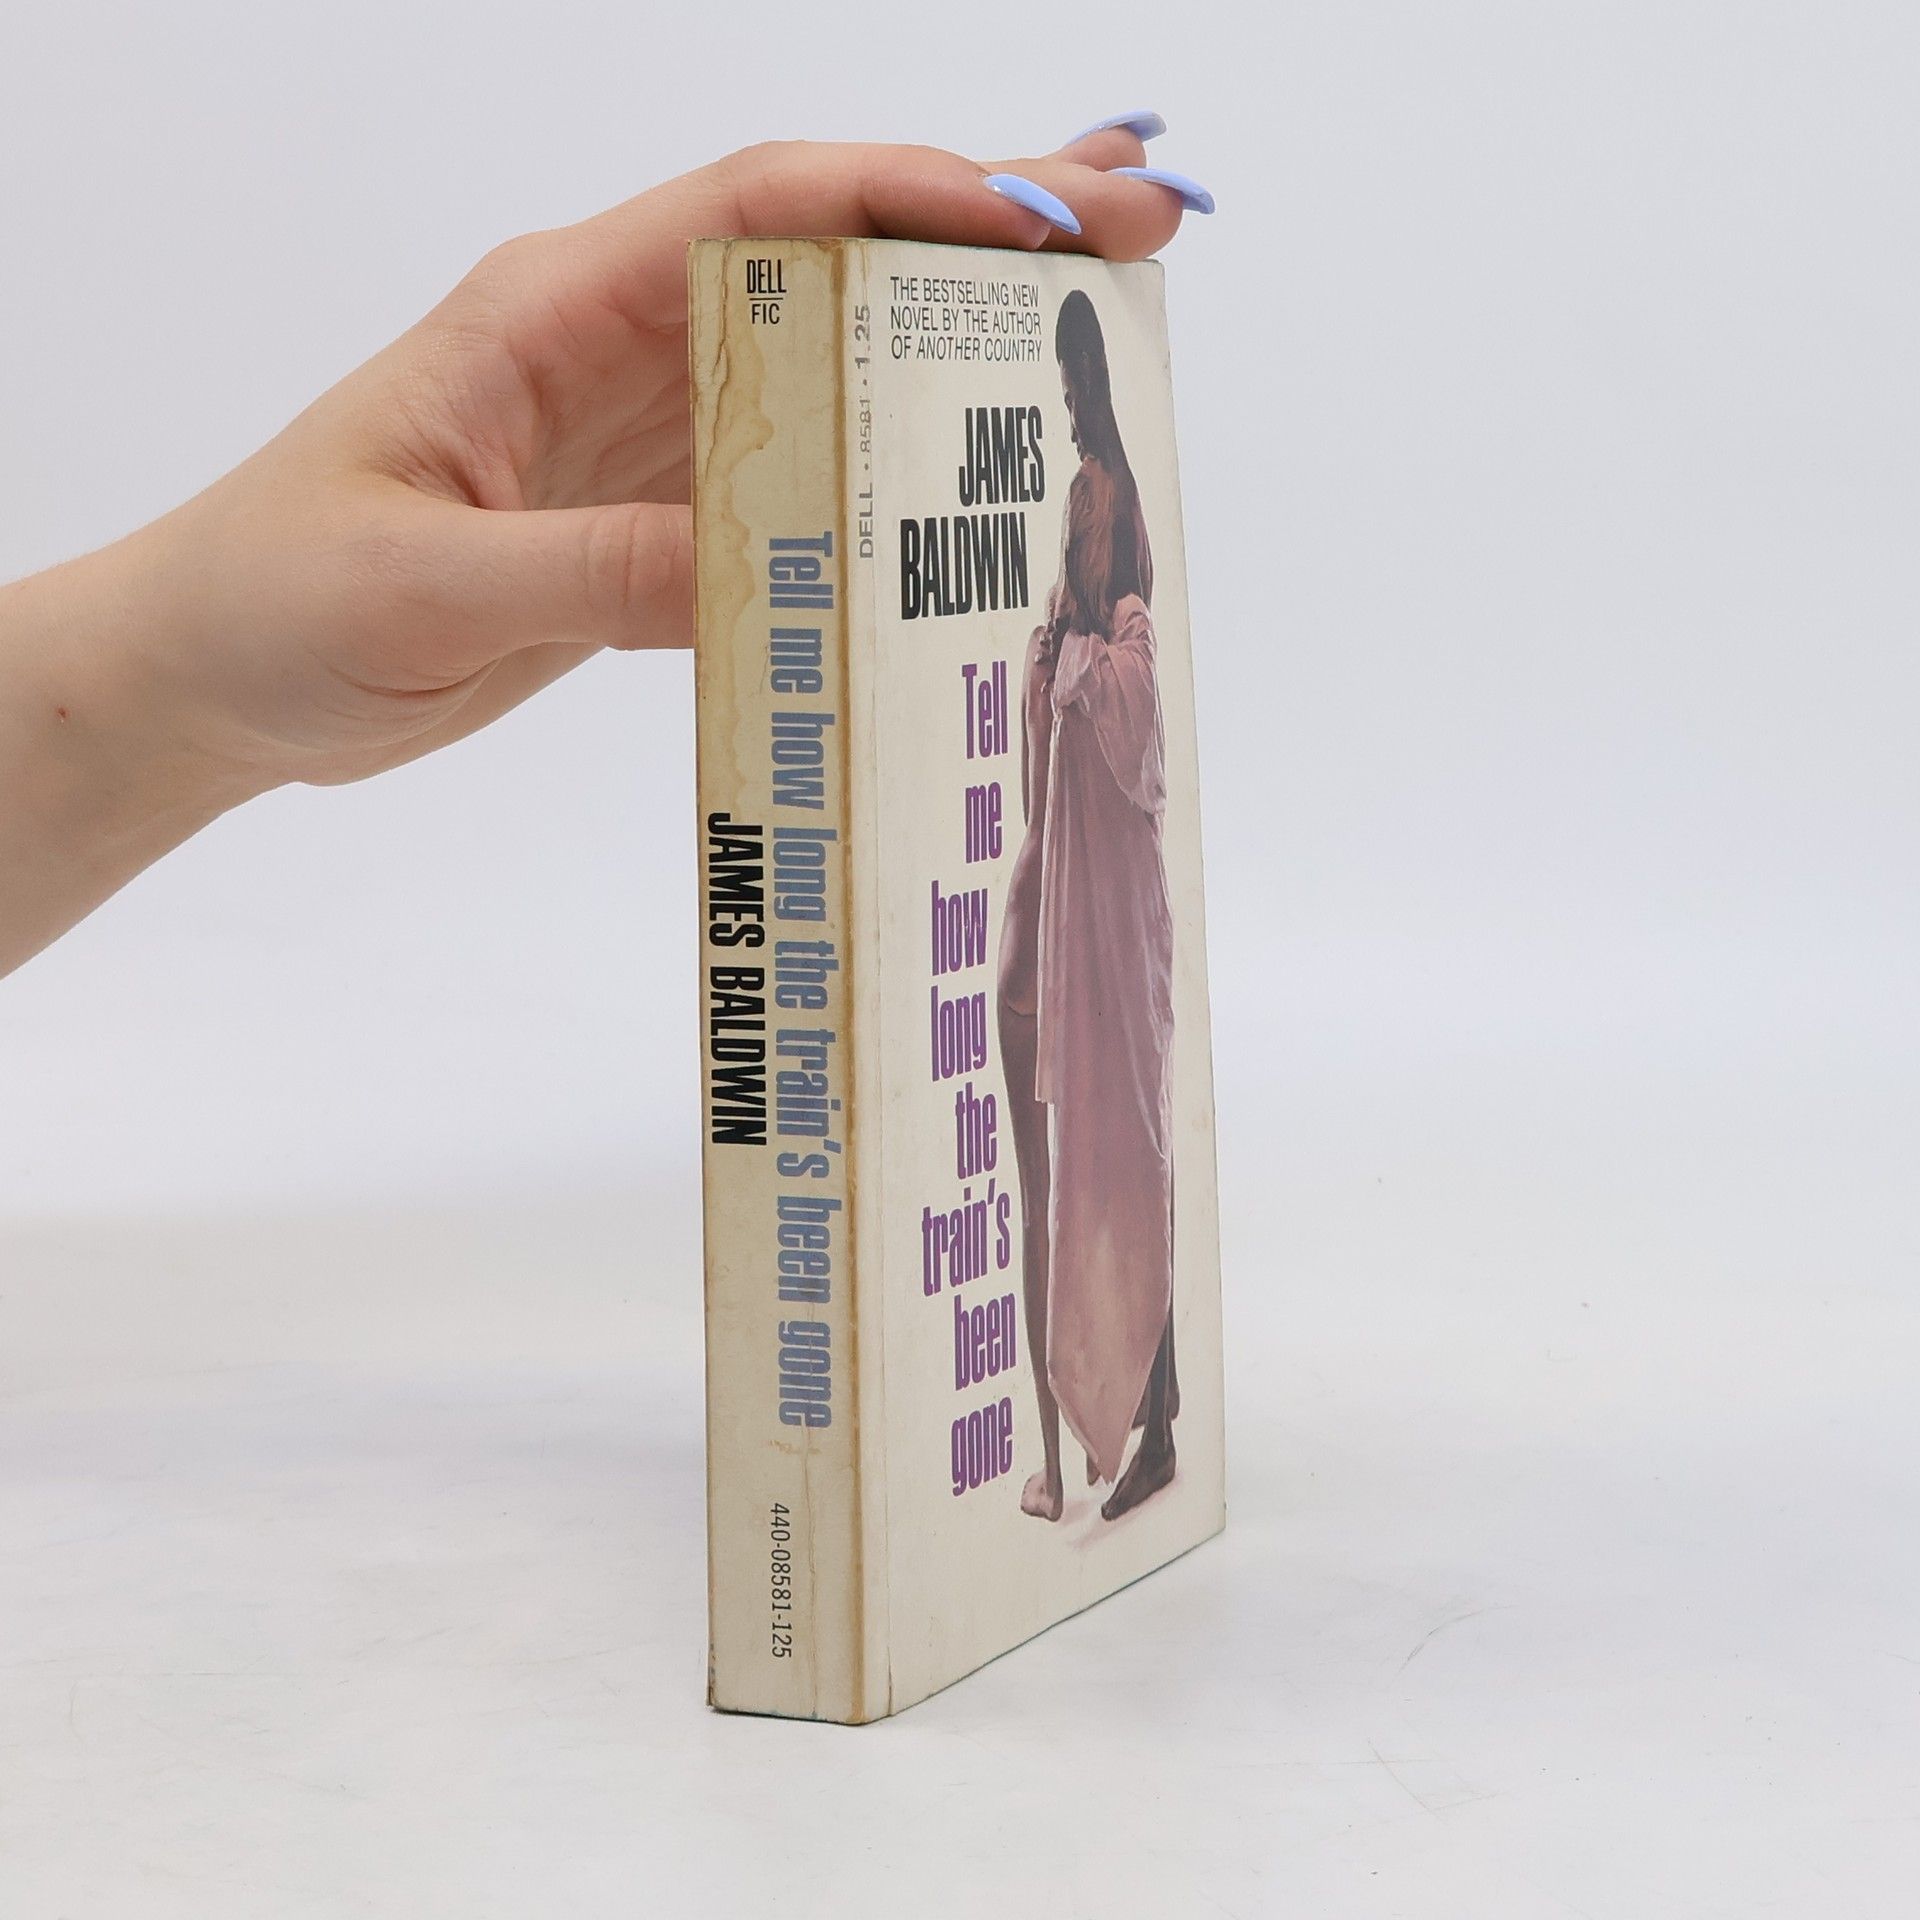 DELL
FIC
Tell me how long the train's been gone
JAMES BALDWIN
440-08581-125
DELL • 8581 • 1.25
THE BESTSELLING NEW
NOVEL BY THE AUTHOR
OF ANOTHER COUNTRY
JAMES
BALDWIN
Tell
me
how
long
the
train's
been
gone